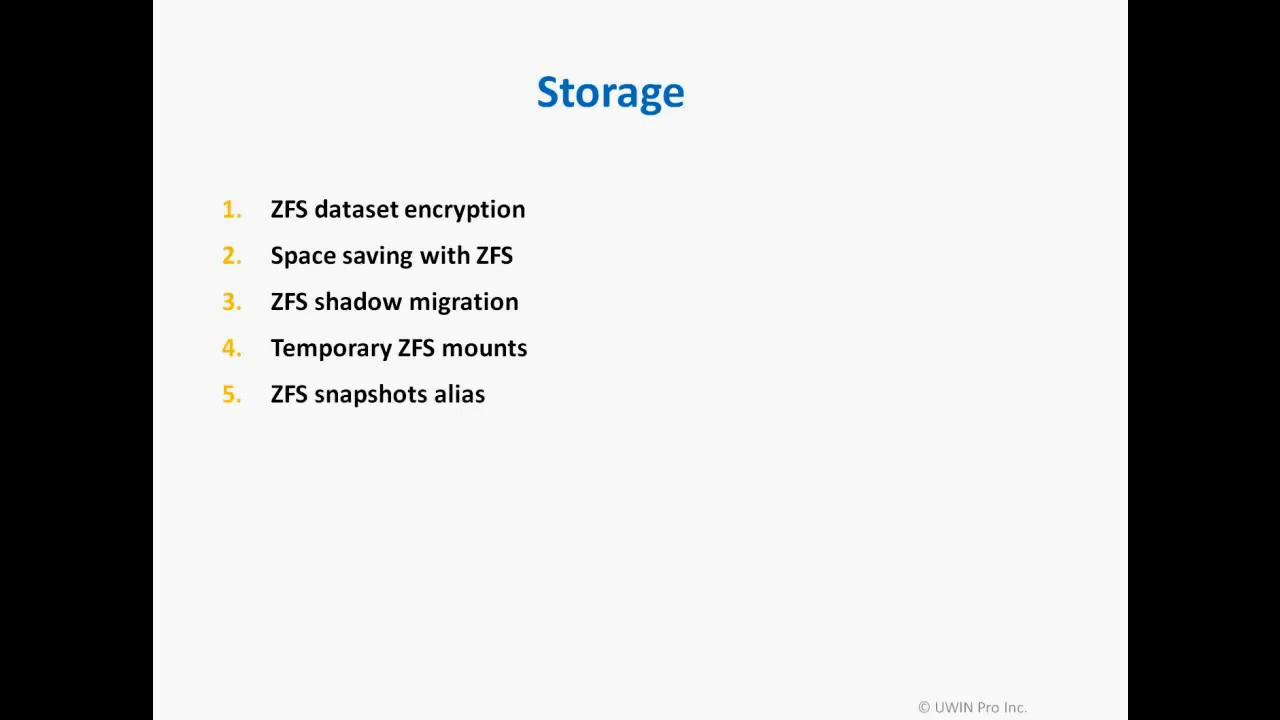 Storage
1. ZFS dataset encryption
2. Space saving with ZFS
3. ZFS shadow migration
4. Temporary ZFS mounts
5. ZFS snapshots alias
© UWIN Pro Inc.